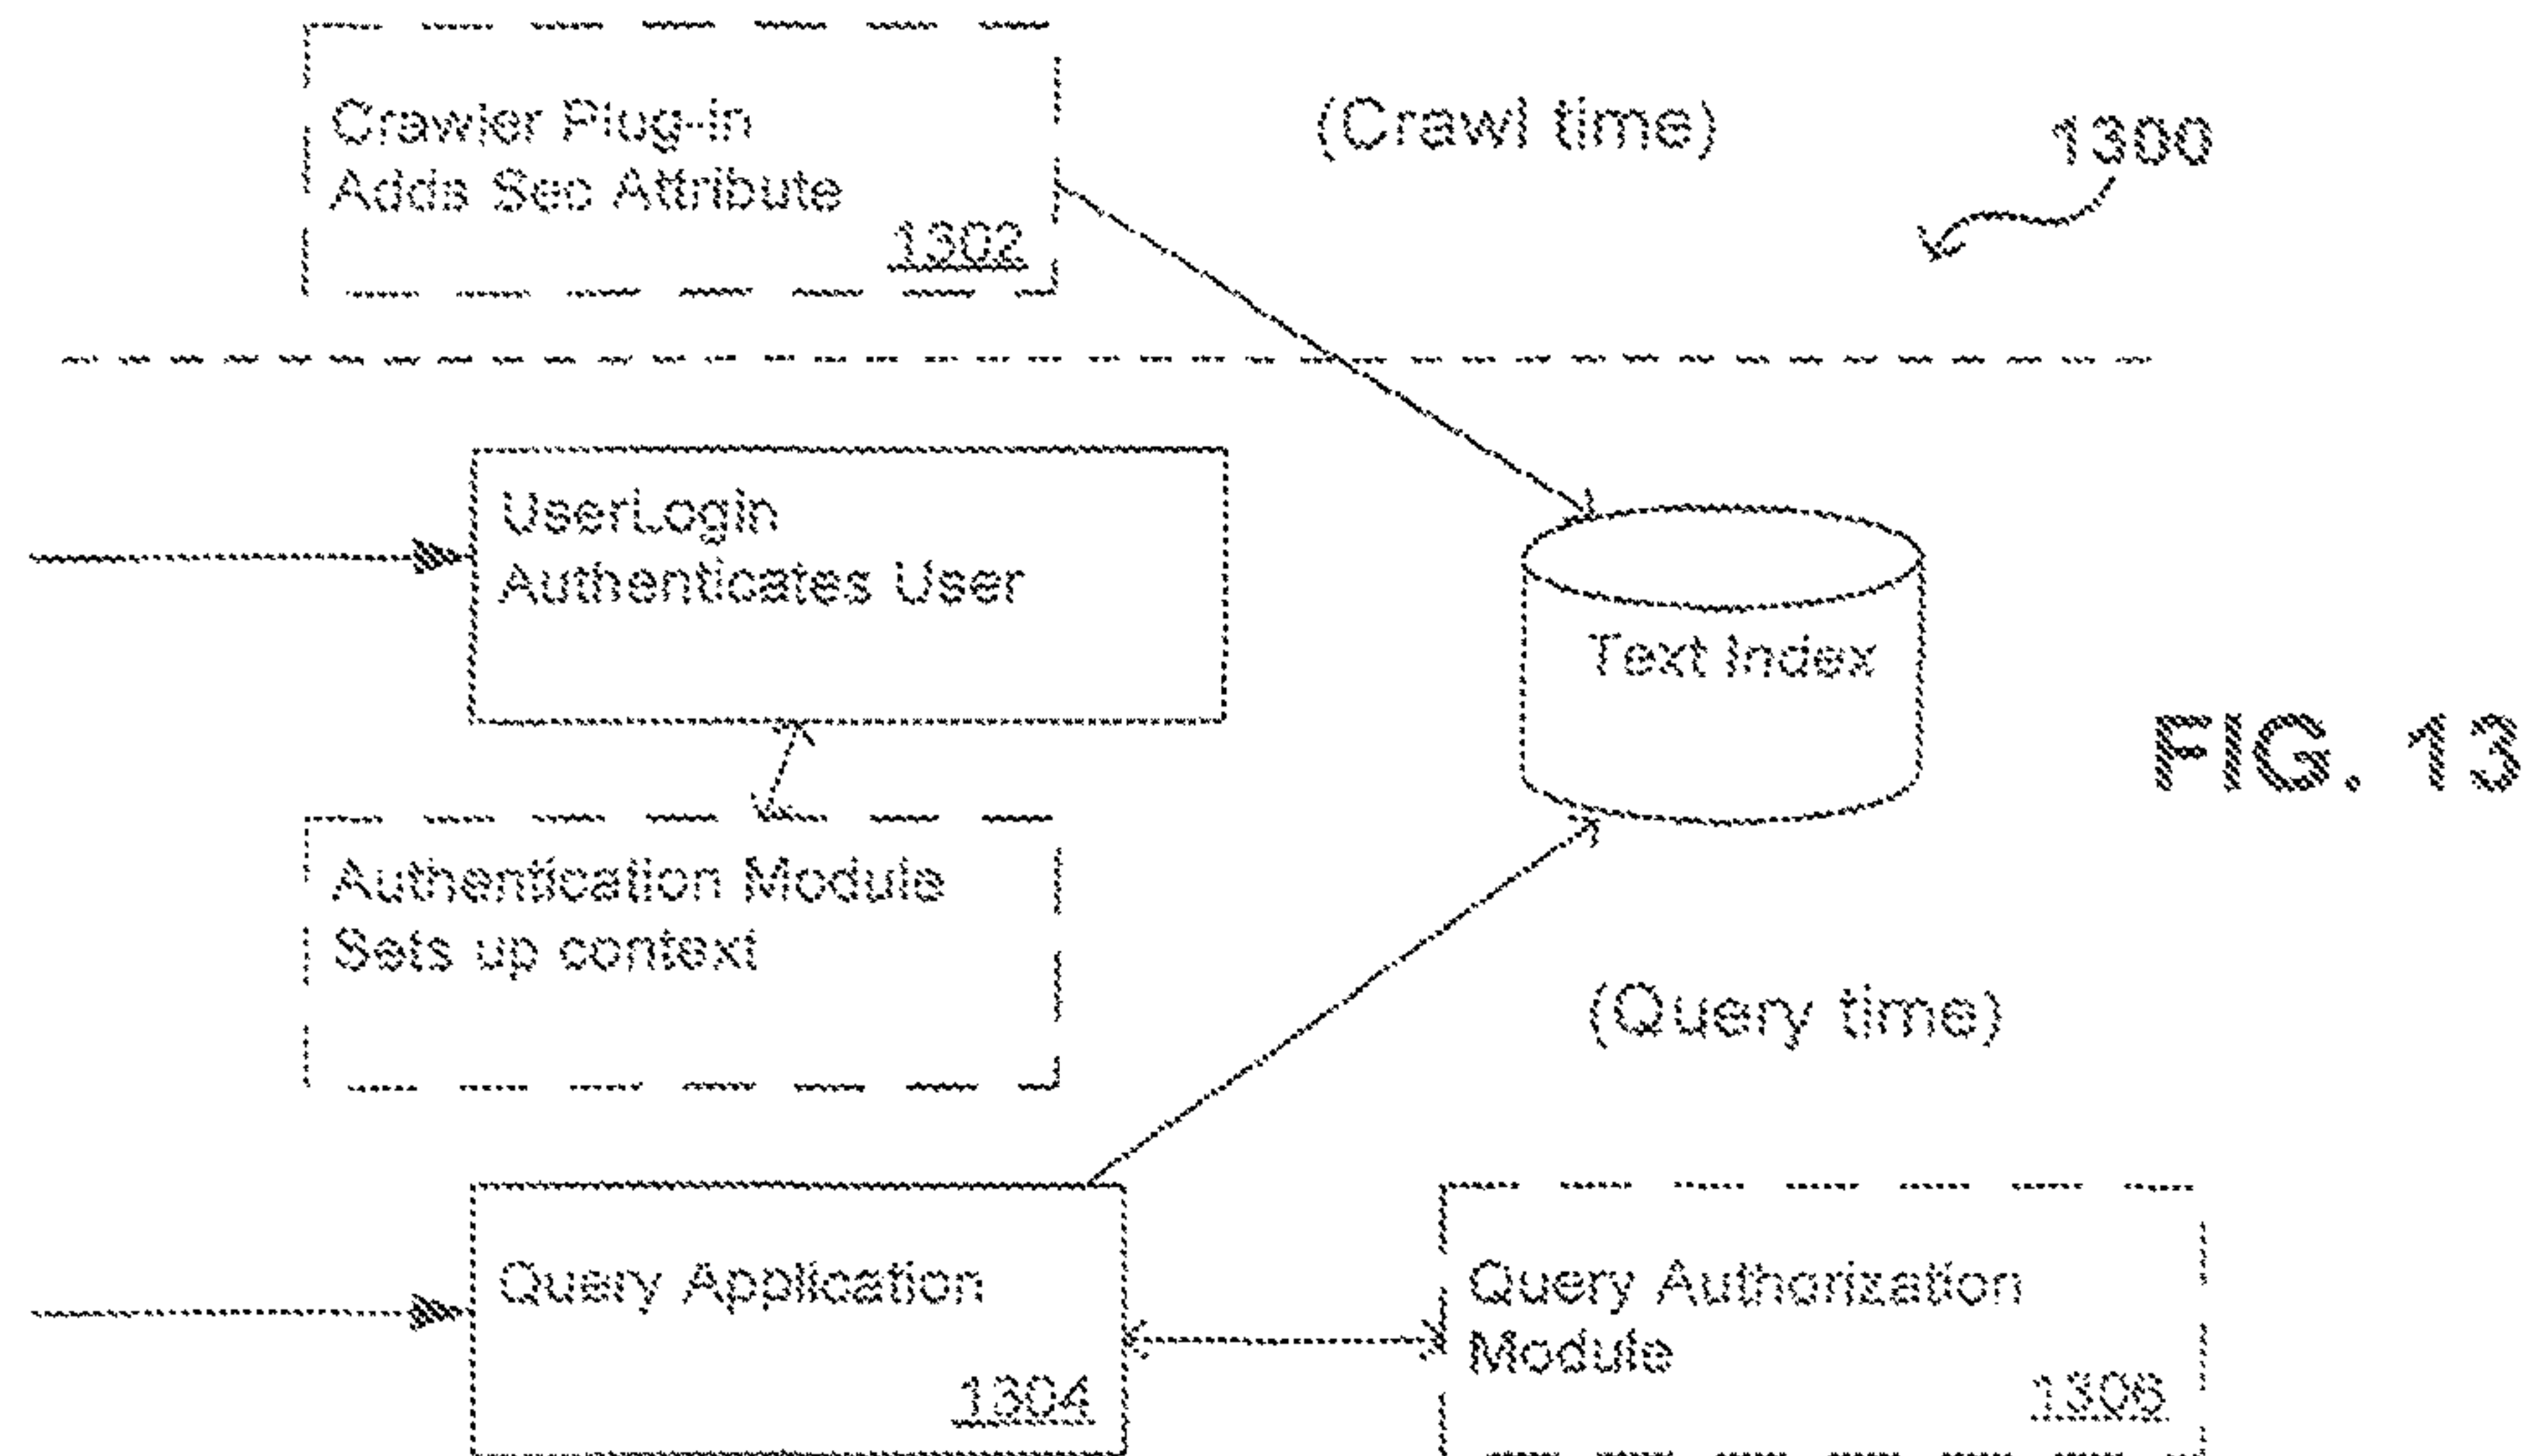 Crawler Plug-in
Adds Sec Attribute
1302
(Crawl time)
1300
UserLogin
Authenticates User
Text Index
FIG. 13
Authentication Module
Sets up context
(Query time)
Query Application
1304
Query Authorization
Module
1306